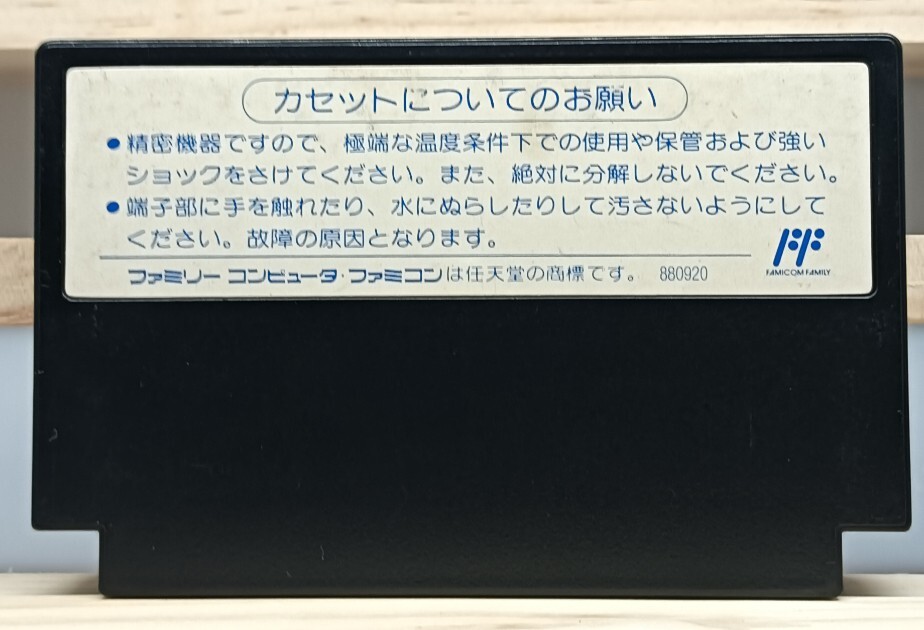 カセットについてのお願い
●精密機器ですので、極端な温度条件下での使用や保管および強い
ショックをさけてください。また、絶対に分解しないでください。
●端子部に手を触れたり、水にぬらしたりして汚さないようにして
ください。故障の原因となります。
ファミリー コンピュータ・ファミコンは任天堂の商標です。 880920
FF
FAMICOM FAMILY